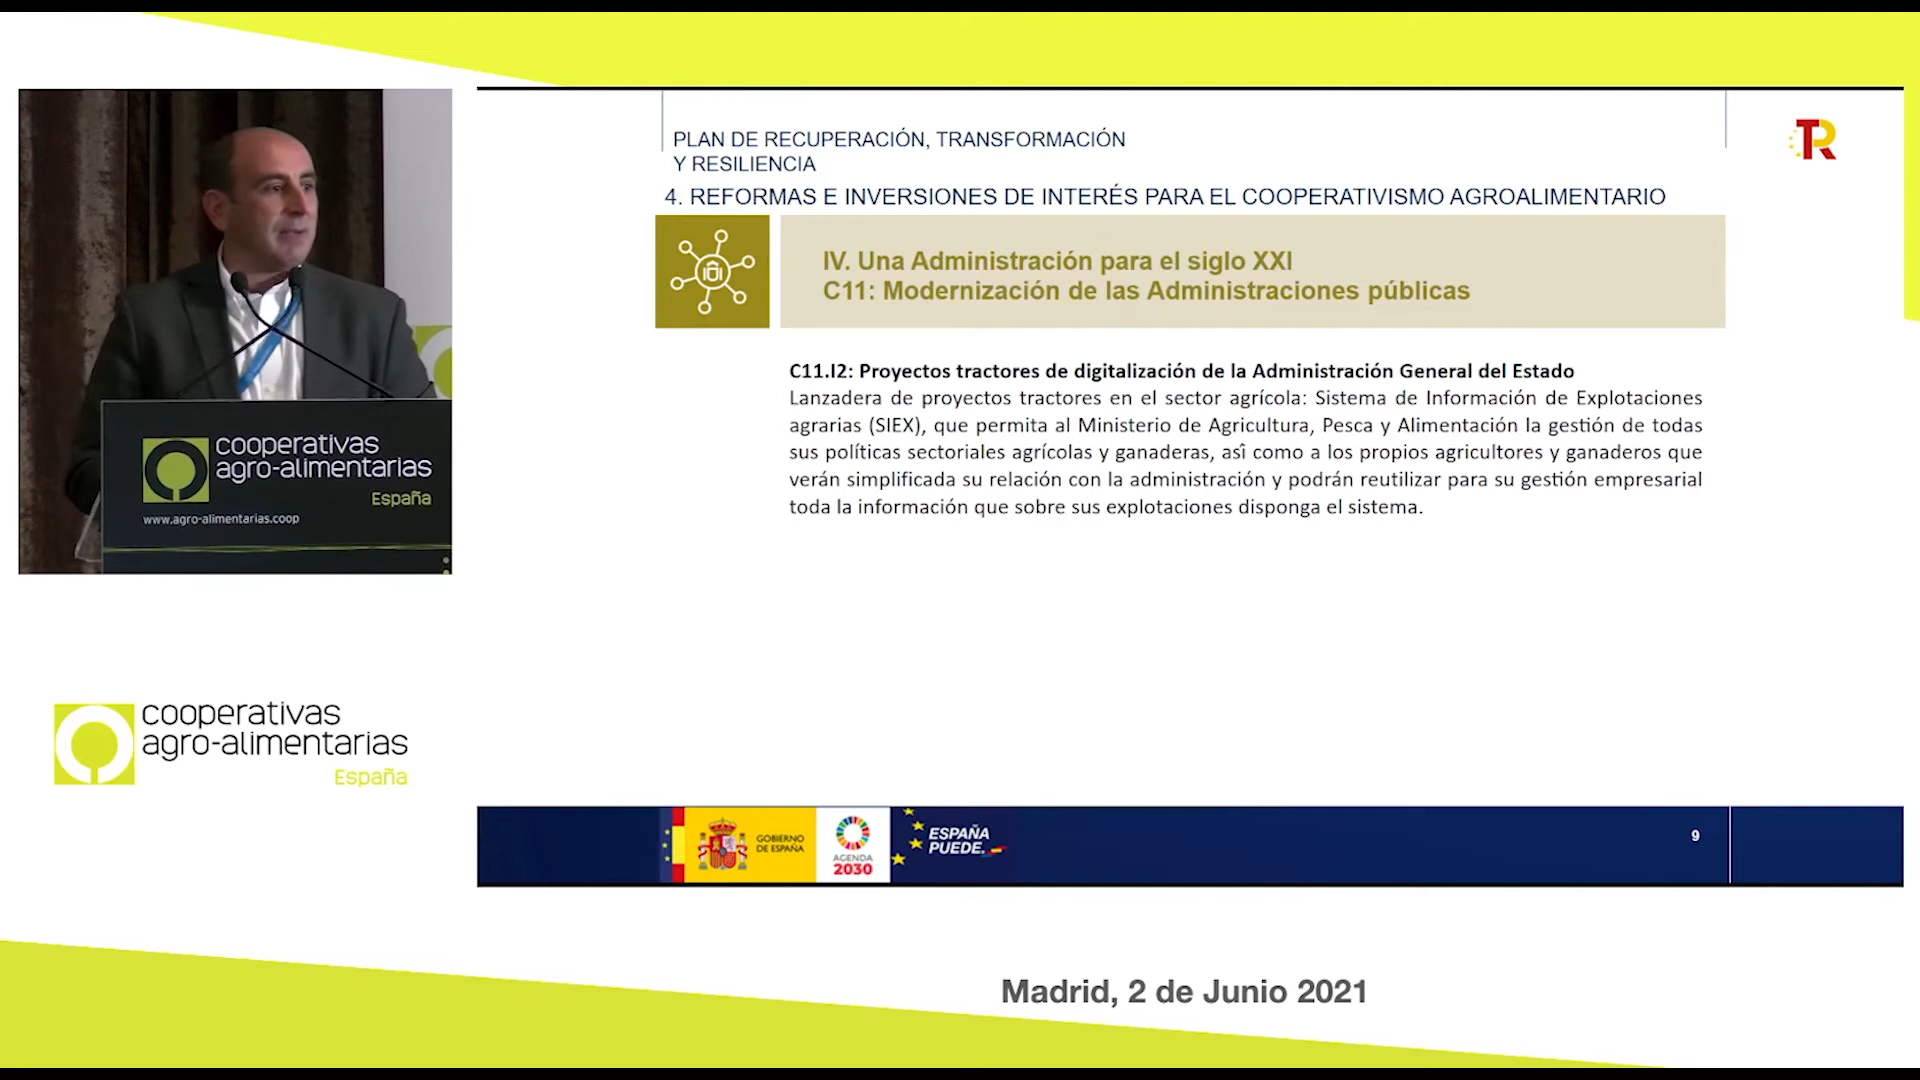 PLAN DE RECUPERACIÓN, TRANSFORMACIÓN
Y RESILIENCIA
4. REFORMAS E INVERSIONES DE INTERÉS PARA EL COOPERATIVISMO AGROALIMENTARIO
TR
IV. Una Administración para el siglo XXI
C11: Modernización de las Administraciones públicas
C11.I2: Proyectos tractores de digitalización de la Administración General del Estado
Lanzadera de proyectos tractores en el sector agrícola: Sistema de Información de Explotaciones
agrarias (SIEX), que permita al Ministerio de Agricultura, Pesca y Alimentación la gestión de todas
sus políticas sectoriales agrícolas y ganaderas, así como a los propios agricultores y ganaderos que
verán simplificada su relación con la administración y podrán reutilizar para su gestión empresarial
toda la información que sobre sus explotaciones disponga el sistema.
cooperativas
agro-alimentarias
España
www.agro-alimentarias.coop
cooperativas
agro-alimentarias
España
GOBIERNO
DE ESPAÑA
AGENDA
2030
ESPAÑA
PUEDE.
9
Madrid, 2 de Junio 2021